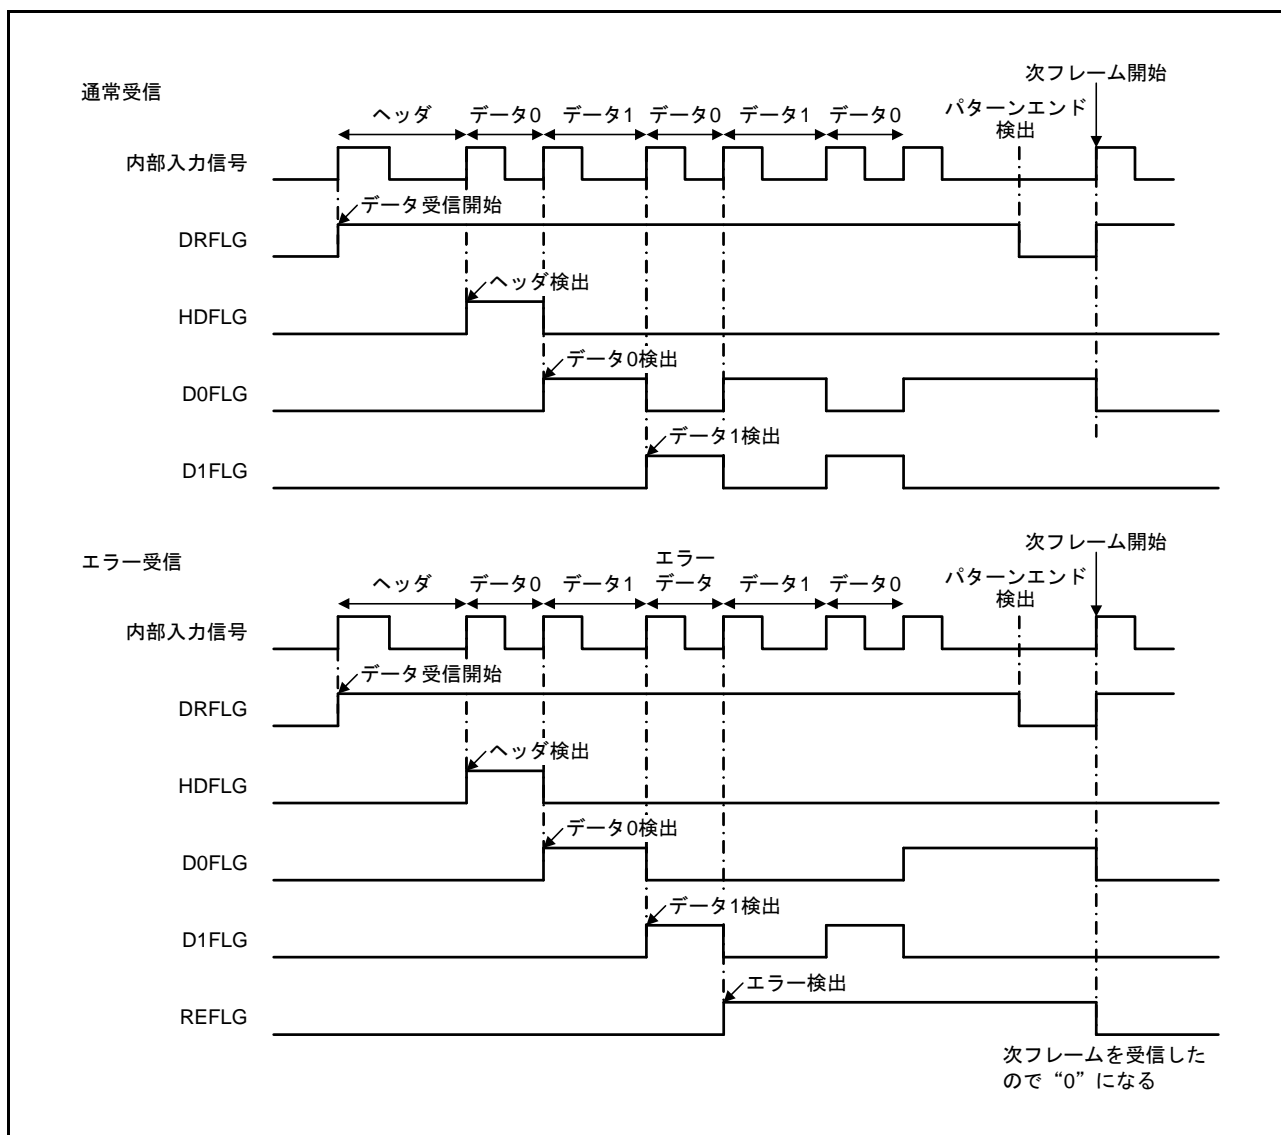 通常受信
次フレーム開始
ヘッダ データ0 データ1 データ0 データ1 データ0 パターンエンド
検出
内部入力信号
データ受信開始
DRFLG
ヘッダ検出
HDFLG
データ0検出
D0FLG
データ1検出
D1FLG
エラー受信
次フレーム開始
エラー
ヘッダ データ0 データ1 データ データ1 データ0 パターンエンド
検出
内部入力信号
データ受信開始
DRFLG
ヘッダ検出
HDFLG
データ0検出
D0FLG
データ1検出
D1FLG
エラー検出
REFLG
次フレームを受信した
ので“0”になる